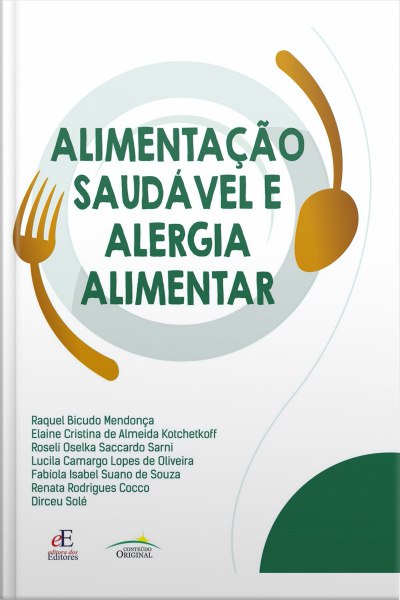 ALIMENTAÇÃO
SAUDÁVEL E
ALERGIA
ALIMENTAR
Raquel Bicudo Mendonça
Elaine Cristina de Almeida Kotchetkoff
Roseli Oselka Saccardo Sarni
Lucila Camargo Lopes de Oliveira
Fabíola Isabel Suano de Souza
Renata Rodrigues Cocco
Dirceu Solé
eE
editora dos
Editores
CONTEÚDO
ORIGINAL